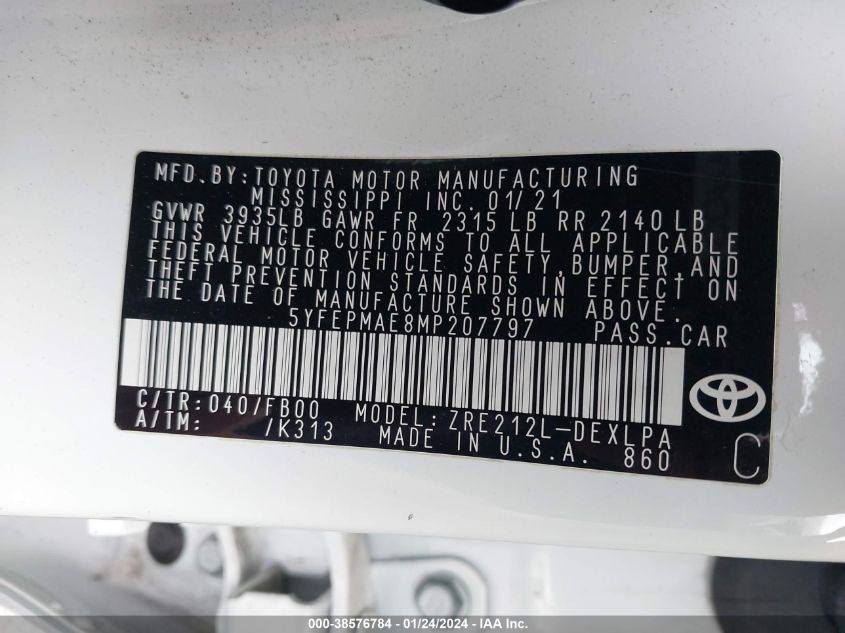 MFD.BY:TOYOTA MOTOR MANUFACTURING
MISSISSIPPI INC. 01/21
GVWR 3935LB GAWR FR 2315 LB RR 2140 LB
THIS VEHICLE CONFORMS TO ALL APPLICABLE
FEDERAL MOTOR VEHICLE SAFETY,BUMPER,AND
THEFT PREVENTION STANDARDS IN EFFECT ON
THE DATE OF MANUFACTURE SHOWN ABOVE.
5YFEPMAE8MP207797 PASS.CAR
C/TR:040/FB00 MODEL: ZRE212L-DEXLPA
A/TM: /K313 MADE IN U.S.A. 860
C
000-38576784 - 01/24/2024 - IAA Inc.